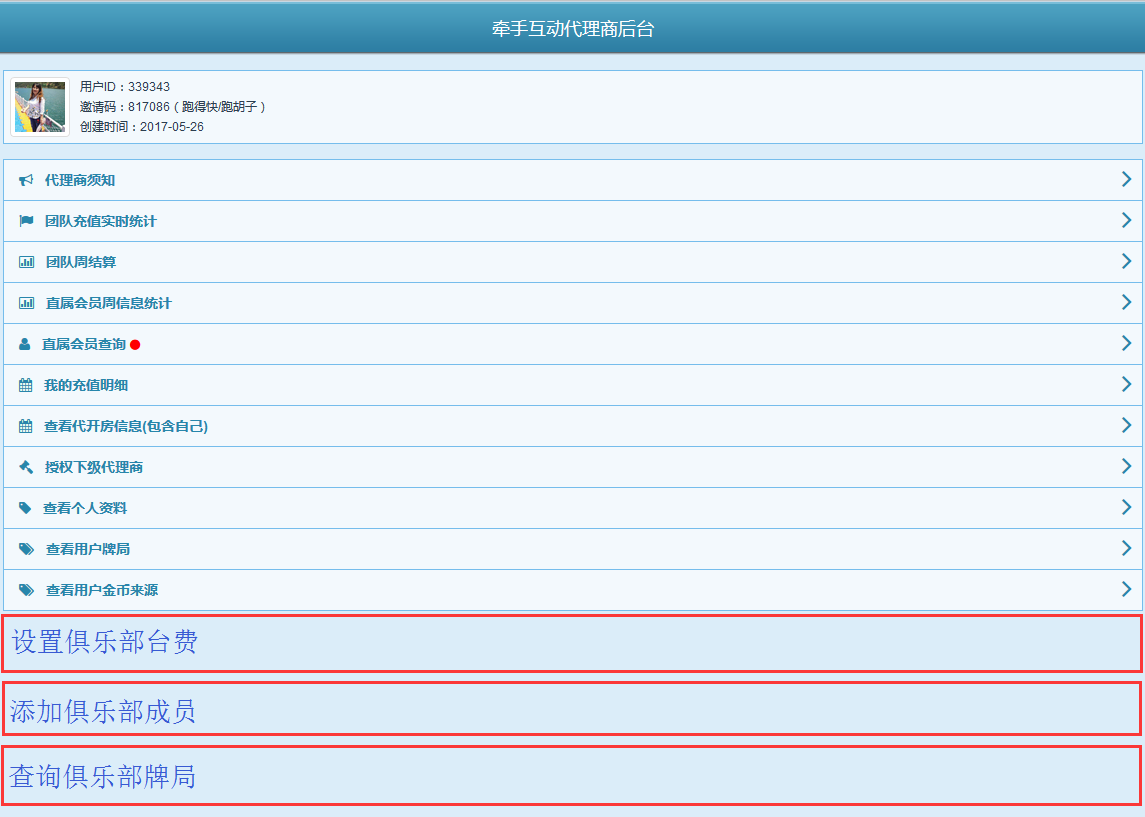 牵手互动代理商后台
用户ID：339343
邀请码：817086（跑得快/跑胡子）
创建时间：2017-05-26
代理商须知
团队充值实时统计
团队周结算
直属会员周信息统计
直属会员查询
我的充值明细
查看代开房信息(包含自己)
授权下级代理商
查看个人资料
查看用户牌局
查看用户金币来源
设置俱乐部台费
添加俱乐部成员
查询俱乐部牌局